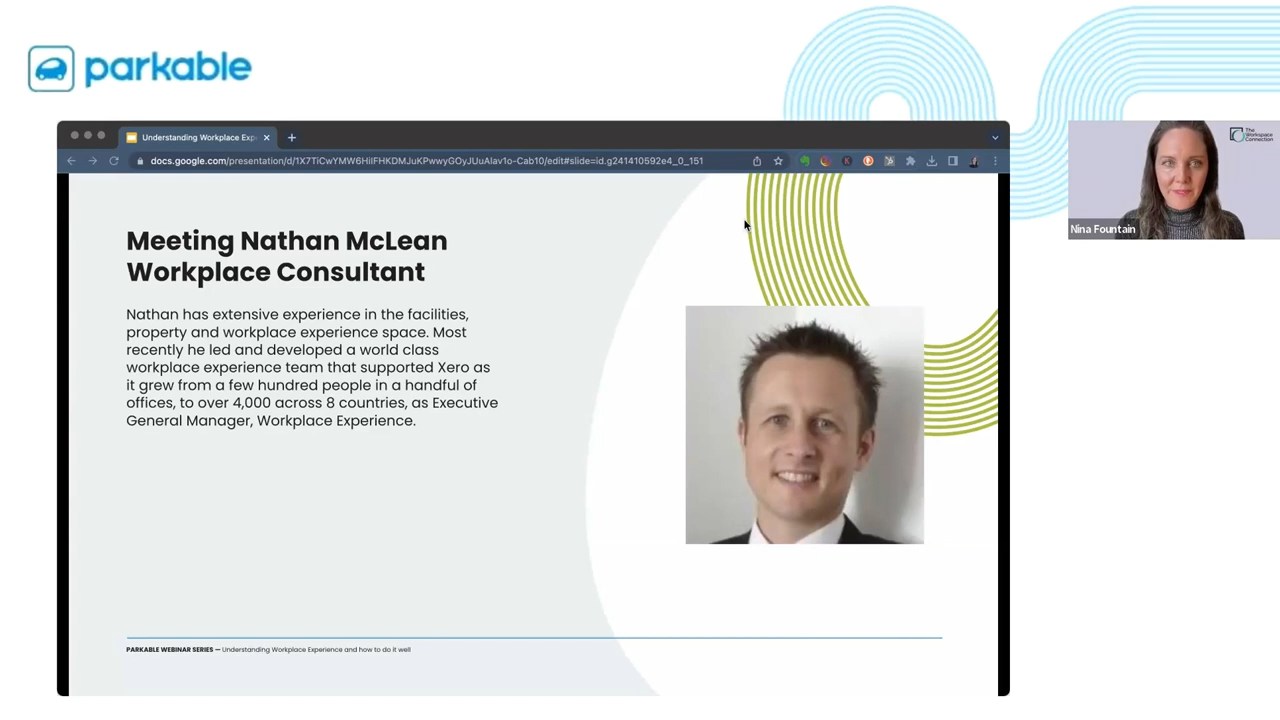 parkable
Understanding Workplace Exp
docs.google.com/presentation/d/1X7TiCwYMW6HiIFHKDMJuKPwwyGOyJUuAlav1o-Cab10/edit#slide=id.g241410592e4_0_151
The
Workspace
Connection
Nina Fountain
Meeting Nathan McLean
Workplace Consultant
Nathan has extensive experience in the facilities,
property and workplace experience space. Most
recently he led and developed a world class
workplace experience team that supported Xero as
it grew from a few hundred people in a handful of
offices, to over 4,000 across 8 countries, as Executive
General Manager, Workplace Experience.
PARKABLE WEBINAR SERIES — Understanding Workplace Experience and how to do it well